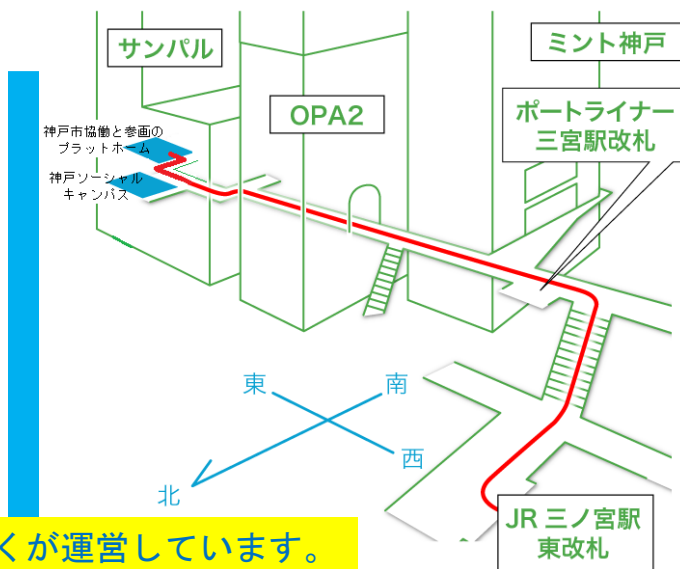 サンパル
ミント神戸
OPA2
ポートライナー
三宮駅改札
神戸市協働と参画の
プラットホーム
神戸ソーシャル
キャンバス
東
南
西
北
JR 三ノ宮駅
東改札
くが運営しています。